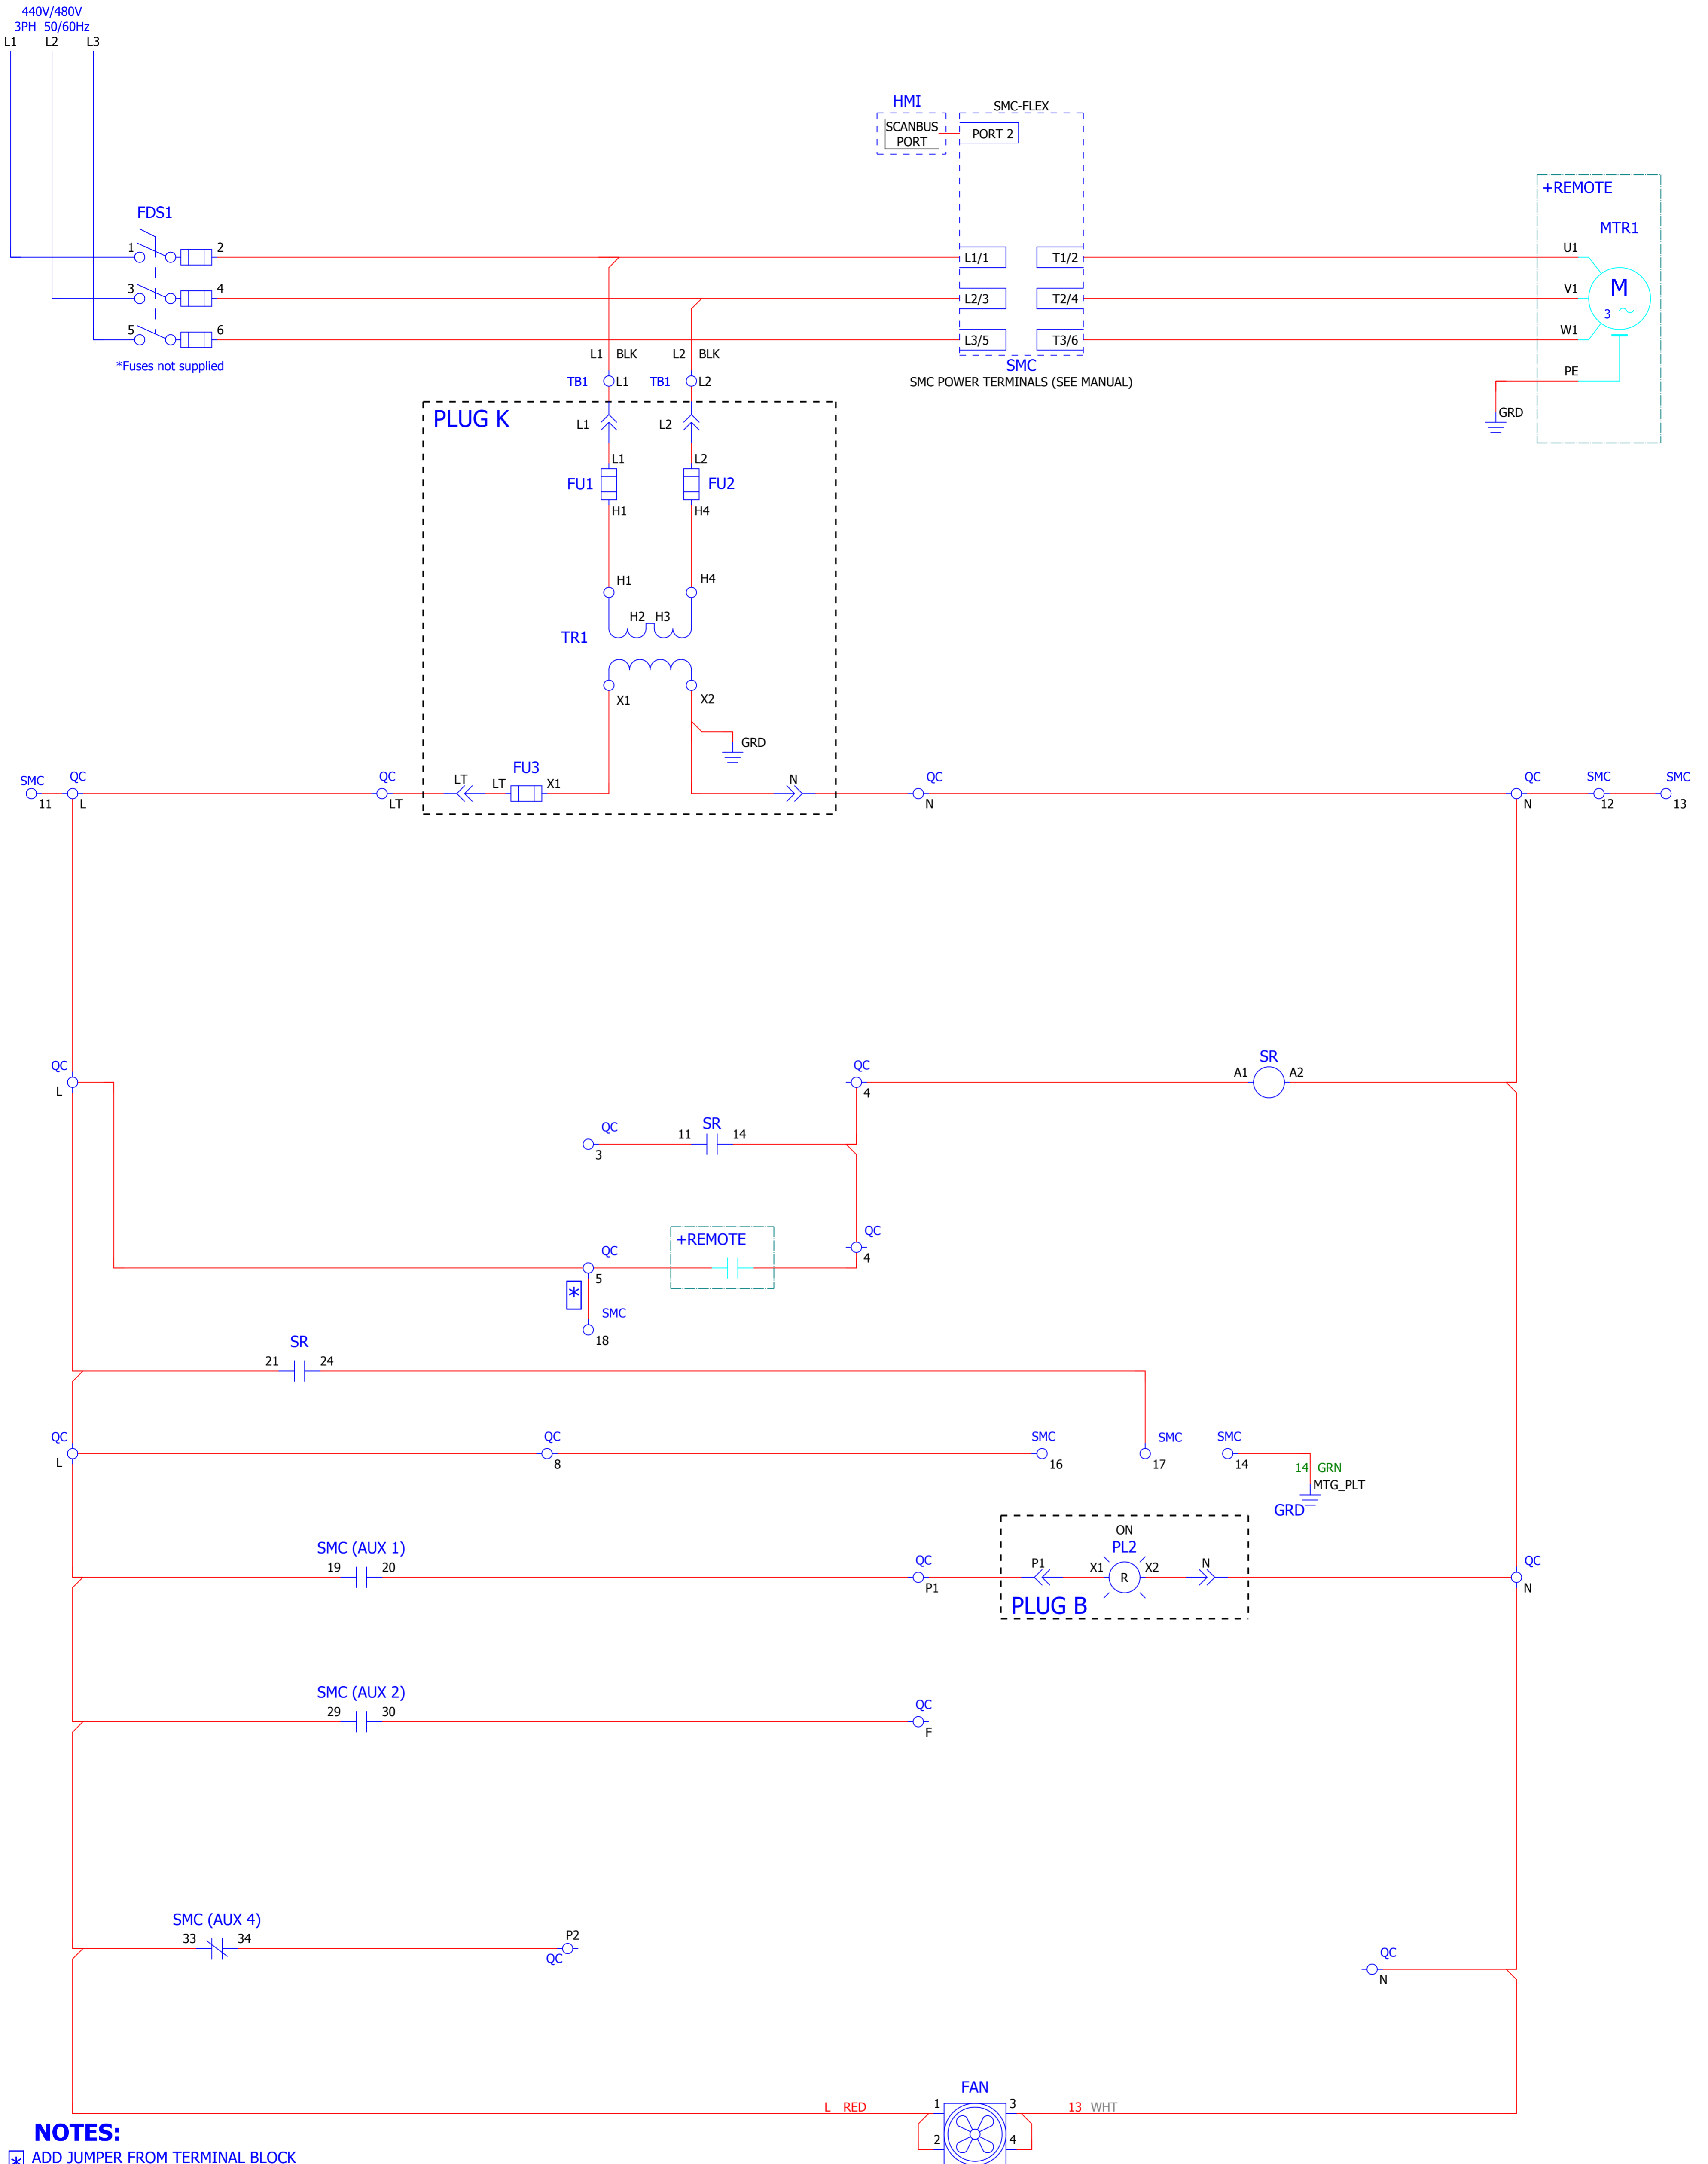 440V/480V
3PH 50/60Hz
L1 L2 L3
HMI
SMC-FLEX
SCANBUS
PORT
PORT 2
+REMOTE
MTR1
FDS1
1 2
3 4
5 6
*Fuses not supplied
L1/1 T1/2
L2/3 T2/4
L3/5 T3/6
SMC
SMC POWER TERMINALS (SEE MANUAL)
U1
V1
W1
PE
M
3
GRD
L1 BLK L2 BLK
TB1 L1 TB1 L2
PLUG K
L1 L2
L1 L2
FU1 FU2
H1 H4
H1 H4
H2 H3
TR1
X1 X2
GRD
FU3
SMC QC QC LT LT X1 N QC QC SMC SMC
11 L LT N N 12 13
QC QC SR
L 4 A1 A2
QC SR
3 11 14
+REMOTE
QC QC
5 4
*
SMC
18
SR
21 24
QC QC SMC SMC SMC
L 8 16 17 14
14 GRN
MTG_PLT
GRD
SMC (AUX 1)
19 20
QC
P1
ON
PL2
P1 X1 R X2 N
PLUG B
QC
N
SMC (AUX 2)
29 30
QC
F
SMC (AUX 4)
33 34
P2
QC
QC
N
FAN
L RED 1 3 13 WHT
2 4
NOTES:
* ADD JUMPER FROM TERMINAL BLOCK